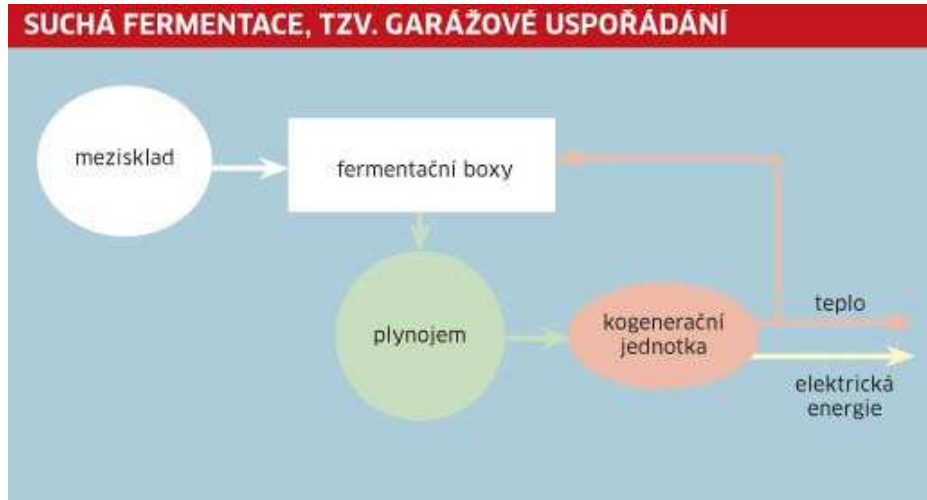 SUCHÁ FERMENTACE, TZV. GARÁŽOVÉ USPOŘÁDÁNÍ
mezisklad
fermentační boxy
plynojem
kogenerační
jednotka
teplo
elektrická
energie